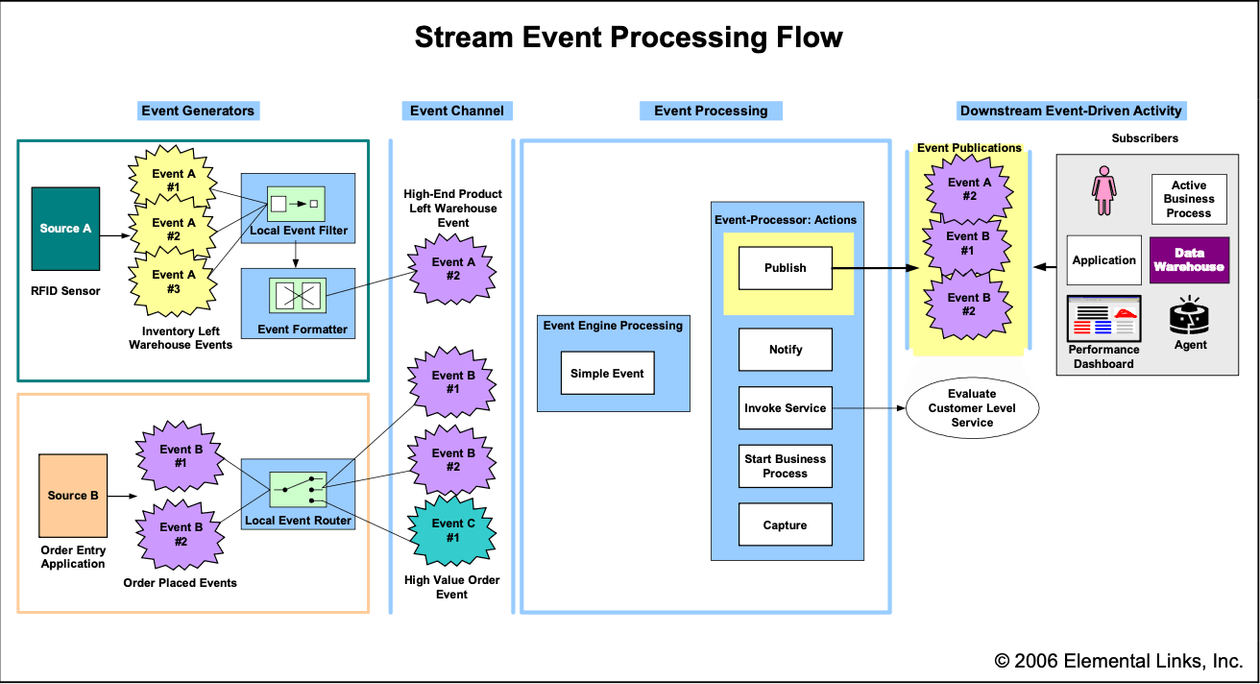 Stream Event Processing Flow
Event Generators
Event Channel
Event Processing
Downstream Event-Driven Activity
Source A
RFID Sensor
Event A
#1
Event A
#2
Event A
#3
Inventory Left
Warehouse Events
Local Event Filter
Event Formatter
Source B
Order Entry
Application
Event B
#1
Event B
#2
Order Placed Events
Local Event Router
High-End Product
Left Warehouse
Event
Event A
#2
Event B
#1
Event B
#2
Event C
#1
High Value Order
Event
Event Engine Processing
Simple Event
Event-Processor: Actions
Publish
Notify
Invoke Service
Start Business
Process
Capture
Event Publications
Event A
#2
Event B
#1
Event B
#2
Evaluate
Customer Level
Service
Subscribers
Active
Business
Process
Application
Data
Warehouse
Performance
Dashboard
Agent
© 2006 Elemental Links, Inc.